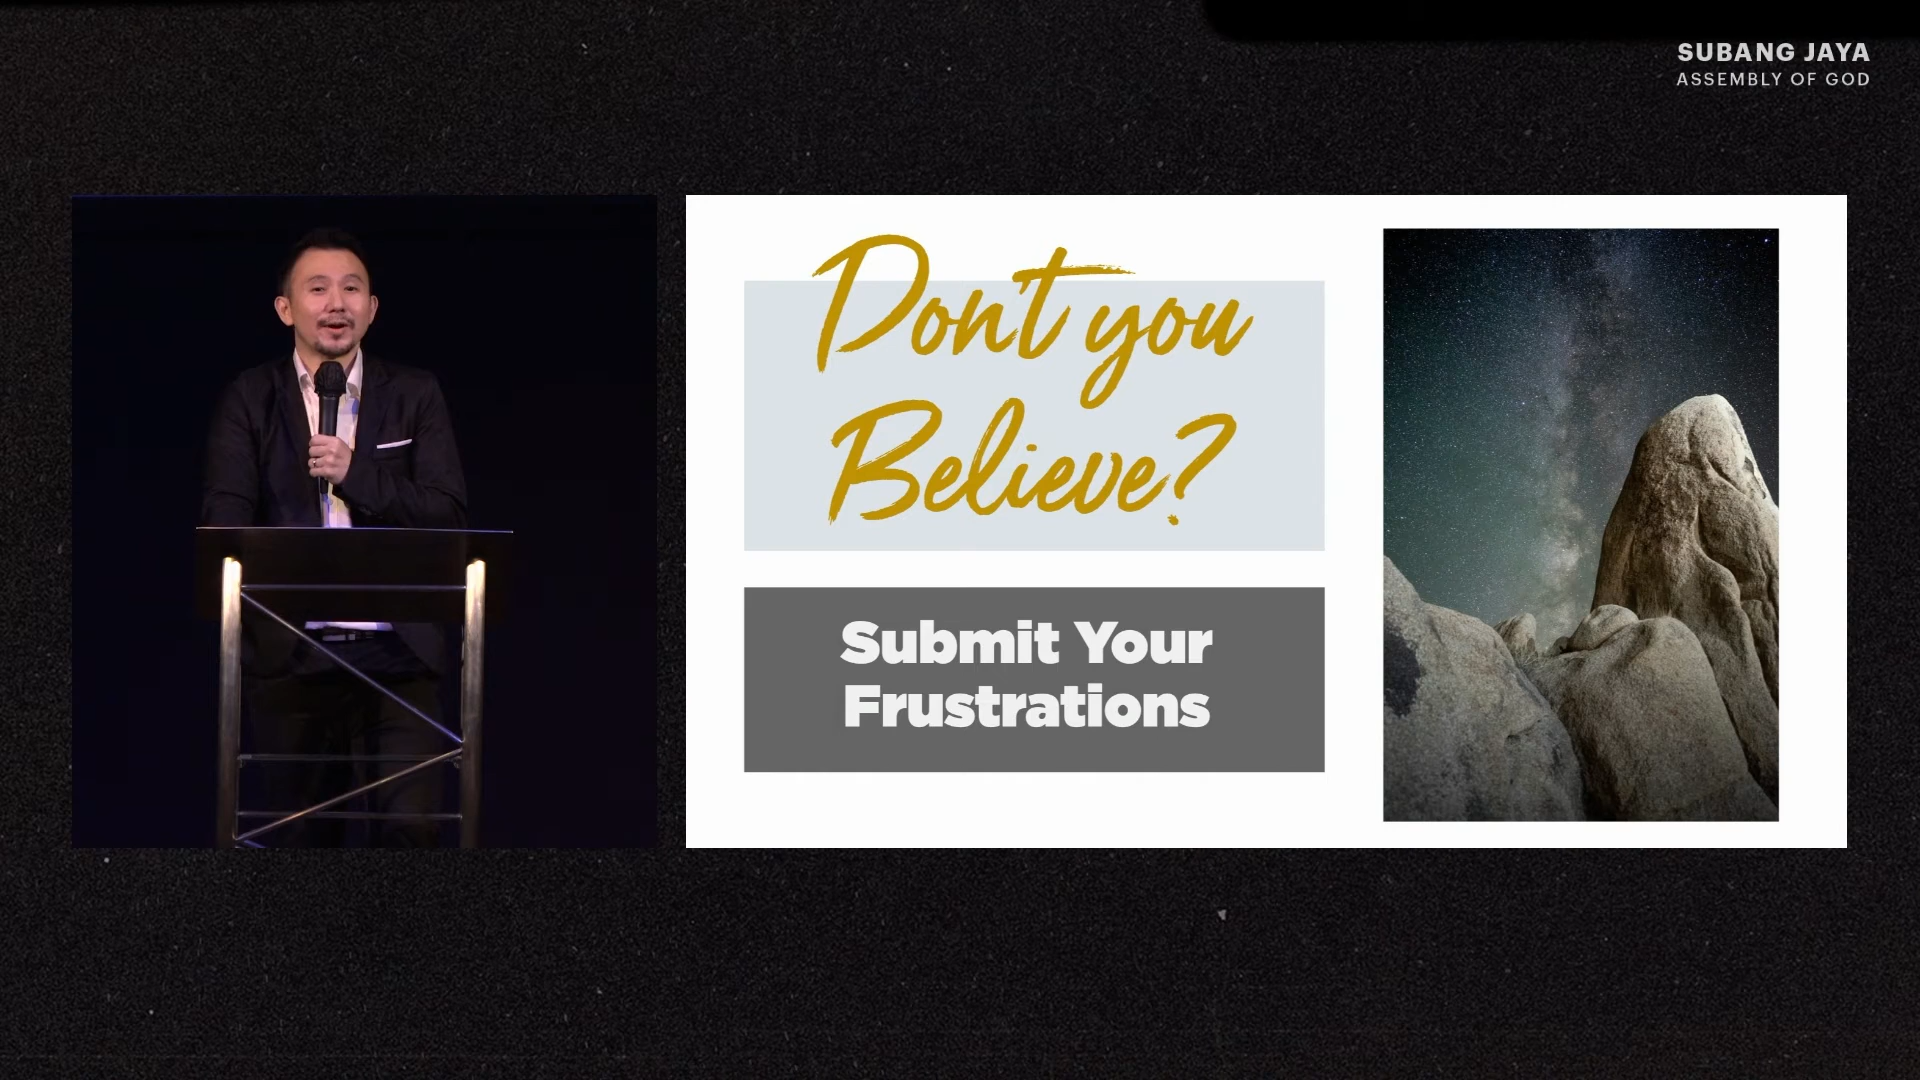 SUBANG JAYA
ASSEMBLY OF GOD
Don't you
Believe?
Submit Your
Frustrations